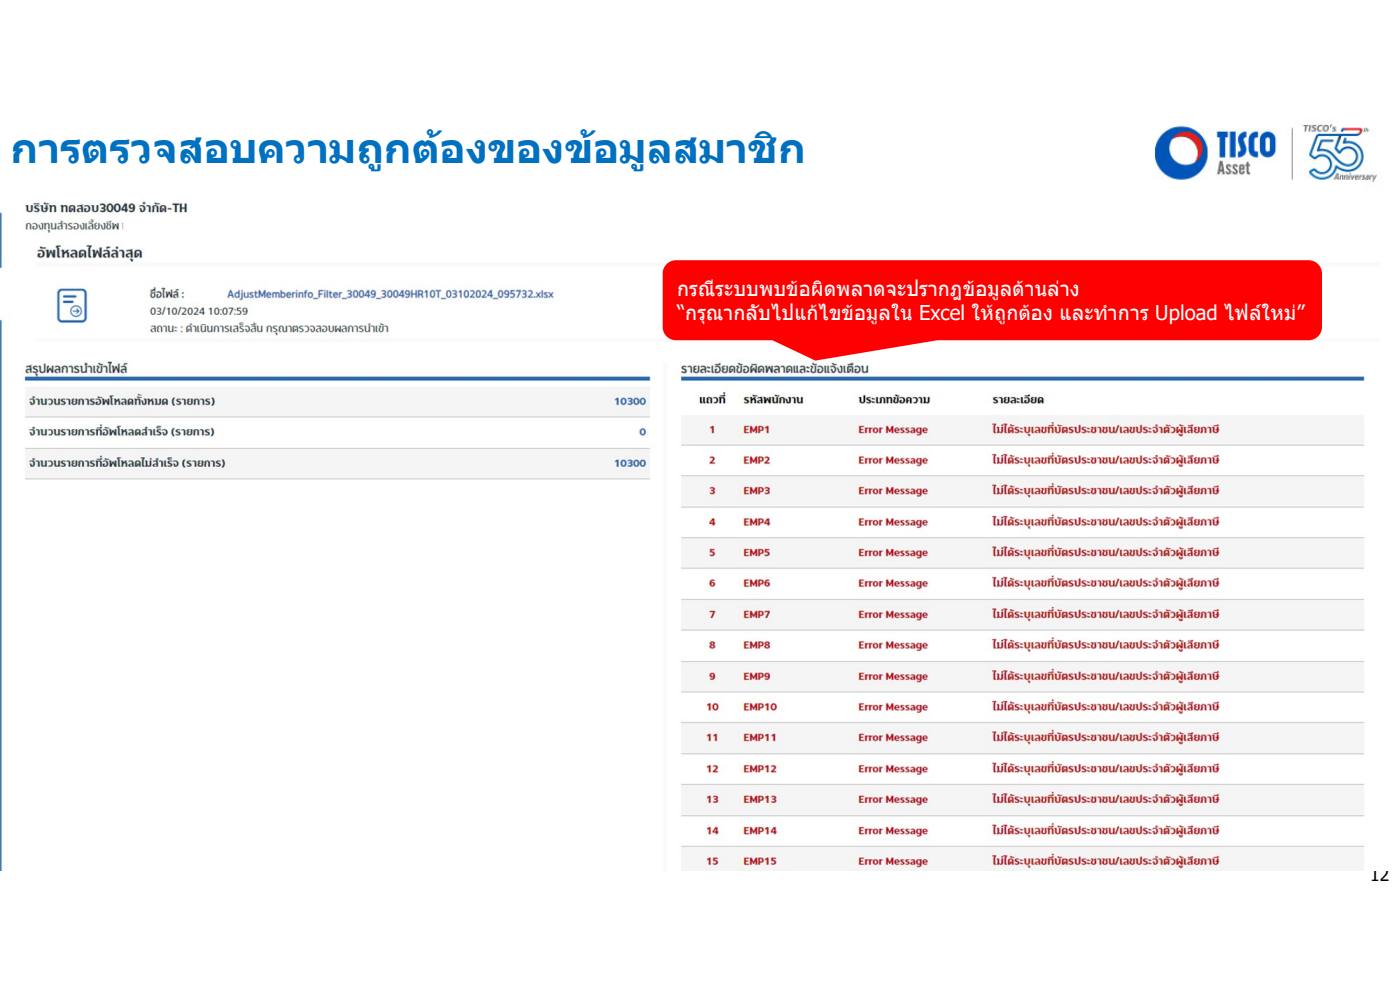 การตรวจสอบความถูกต้องของข้อมูลสมาชิก
TISCO
Asset
TISCO's
55th
Anniversary
บริษัท ทดสอบ30049 จำกัด-TH
กองทุนสำรองเลี้ยงชีพ
อัพโหลดไฟล์ล่าสุด
ชื่อไฟล์ : AdjustMemberinfo_Filter_30049_30049HR10T_03102024_095732.xlsx
03/10/2024 10:07:59
สถานะ : ดำเนินการเสร็จสิ้น กรุณาตรวจสอบผลการนำเข้า
กรณีระบบพบข้อผิดพลาดจะปรากฎข้อมูลด้านล่าง
“กรุณากลับไปแก้ไขข้อมูลใน Excel ให้ถูกต้อง และทำการ Upload ไฟล์ใหม่”
สรุปผลการนำเข้าไฟล์
จำนวนรายการอัพโหลดทั้งหมด (รายการ) 10300
จำนวนรายการที่อัพโหลดสำเร็จ (รายการ) 0
จำนวนรายการที่อัพโหลดไม่สำเร็จ (รายการ) 10300
รายละเอียดข้อผิดพลาดและข้อแจ้งเตือน
แถวที่ รหัสพนักงาน ประเภทข้อความ รายละเอียด
1 EMP1 Error Message ไม่ได้ระบุเลขที่บัตรประชาชน/เลขประจำตัวผู้เสียภาษี
2 EMP2 Error Message ไม่ได้ระบุเลขที่บัตรประชาชน/เลขประจำตัวผู้เสียภาษี
3 EMP3 Error Message ไม่ได้ระบุเลขที่บัตรประชาชน/เลขประจำตัวผู้เสียภาษี
4 EMP4 Error Message ไม่ได้ระบุเลขที่บัตรประชาชน/เลขประจำตัวผู้เสียภาษี
5 EMP5 Error Message ไม่ได้ระบุเลขที่บัตรประชาชน/เลขประจำตัวผู้เสียภาษี
6 EMP6 Error Message ไม่ได้ระบุเลขที่บัตรประชาชน/เลขประจำตัวผู้เสียภาษี
7 EMP7 Error Message ไม่ได้ระบุเลขที่บัตรประชาชน/เลขประจำตัวผู้เสียภาษี
8 EMP8 Error Message ไม่ได้ระบุเลขที่บัตรประชาชน/เลขประจำตัวผู้เสียภาษี
9 EMP9 Error Message ไม่ได้ระบุเลขที่บัตรประชาชน/เลขประจำตัวผู้เสียภาษี
10 EMP10 Error Message ไม่ได้ระบุเลขที่บัตรประชาชน/เลขประจำตัวผู้เสียภาษี
11 EMP11 Error Message ไม่ได้ระบุเลขที่บัตรประชาชน/เลขประจำตัวผู้เสียภาษี
12 EMP12 Error Message ไม่ได้ระบุเลขที่บัตรประชาชน/เลขประจำตัวผู้เสียภาษี
13 EMP13 Error Message ไม่ได้ระบุเลขที่บัตรประชาชน/เลขประจำตัวผู้เสียภาษี
14 EMP14 Error Message ไม่ได้ระบุเลขที่บัตรประชาชน/เลขประจำตัวผู้เสียภาษี
15 EMP15 Error Message ไม่ได้ระบุเลขที่บัตรประชาชน/เลขประจำตัวผู้เสียภาษี
12